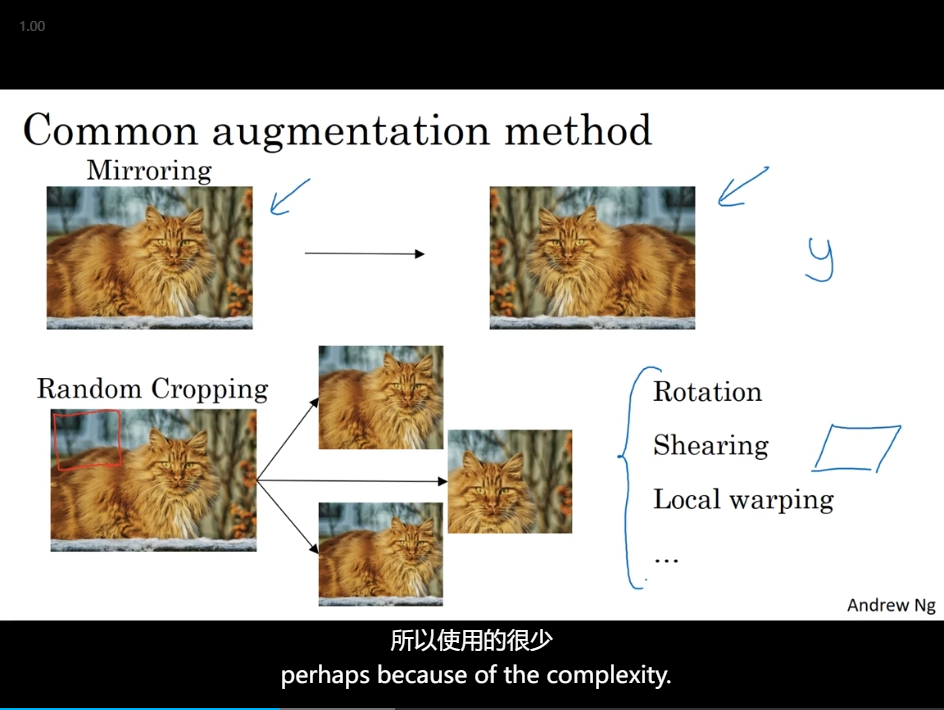 1.00
Common augmentation method
Mirroring
y
Random Cropping
Rotation
Shearing
Local warping
...
Andrew Ng
所以使用的很少
perhaps because of the complexity.